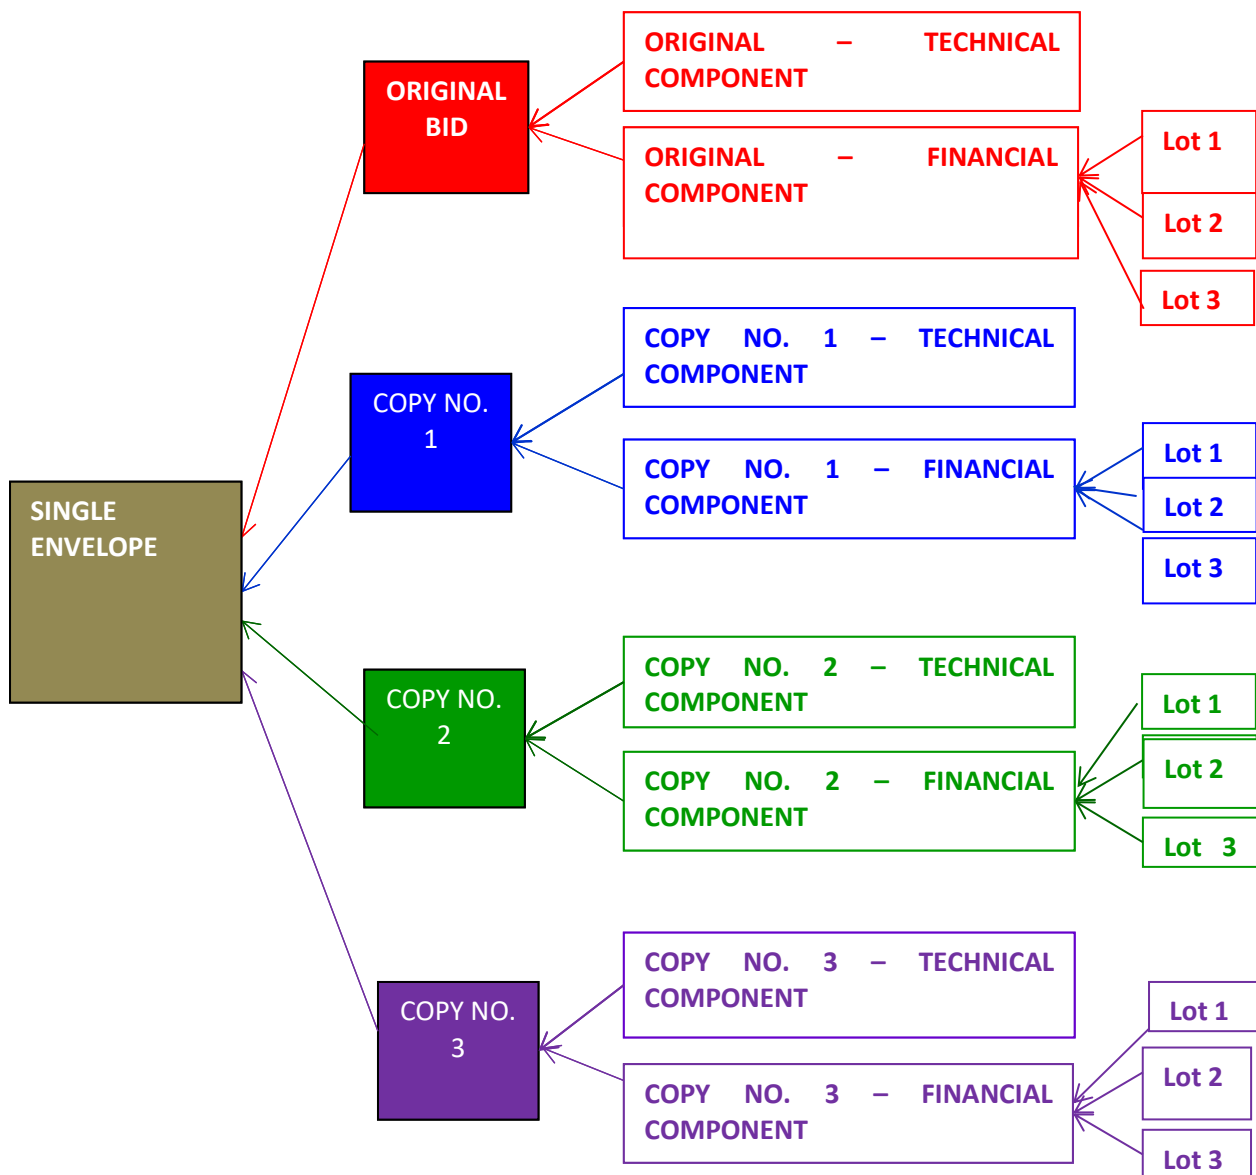 ORIGINAL – TECHNICAL
COMPONENT
ORIGINAL
BID
ORIGINAL – FINANCIAL
COMPONENT
Lot 1
Lot 2
Lot 3
COPY NO. 1 – TECHNICAL
COMPONENT
COPY NO.
1
COPY NO. 1 – FINANCIAL
COMPONENT
Lot 1
Lot 2
Lot 3
SINGLE
ENVELOPE
COPY NO. 2 – TECHNICAL
COMPONENT
COPY NO.
2
COPY NO. 2 – FINANCIAL
COMPONENT
Lot 1
Lot 2
Lot 3
COPY NO. 3 – TECHNICAL
COMPONENT
COPY NO.
3
COPY NO. 3 – FINANCIAL
COMPONENT
Lot 1
Lot 2
Lot 3